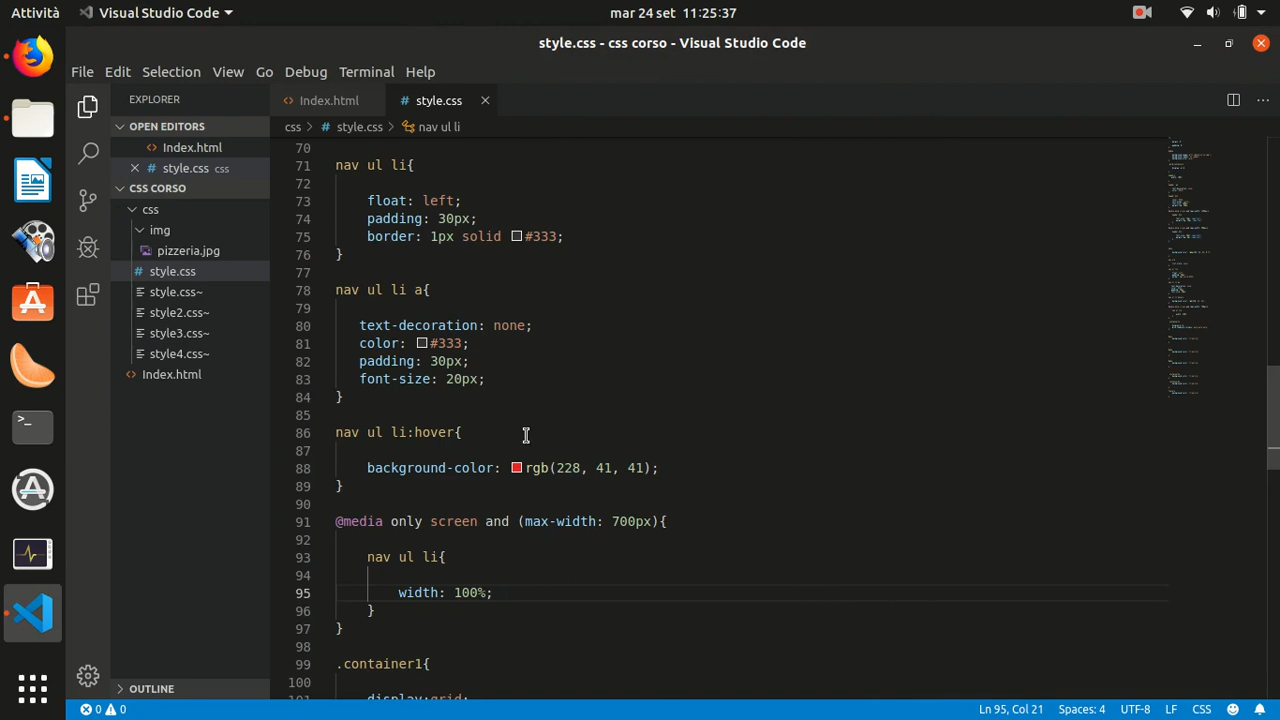 Attività
Visual Studio Code
mar 24 set 11:25:37
style.css - css corso - Visual Studio Code
File Edit Selection View Go Debug Terminal Help
EXPLORER
OPEN EDITORS
Index.html
style.css css
CSS CORSO
css
img
pizzeria.jpg
style.css
style.css~
style2.css~
style3.css~
style4.css~
Index.html
OUTLINE
Index.html
style.css
css > style.css > nav ul li
70
71 nav ul li{
72
73 float: left;
74 padding: 30px;
75 border: 1px solid #333;
76 }
77
78 nav ul li a{
79
80 text-decoration: none;
81 color: #333;
82 padding: 30px;
83 font-size: 20px;
84 }
85
86 nav ul li:hover{
87
88 background-color: rgb(228, 41, 41);
89 }
90
91 @media only screen and (max-width: 700px){
92
93 nav ul li{
94
95 width: 100%;
96 }
97 }
98
99 .container1{
100
101 display:grid;
0 0
Ln 95, Col 21 Spaces: 4 UTF-8 LF CSS